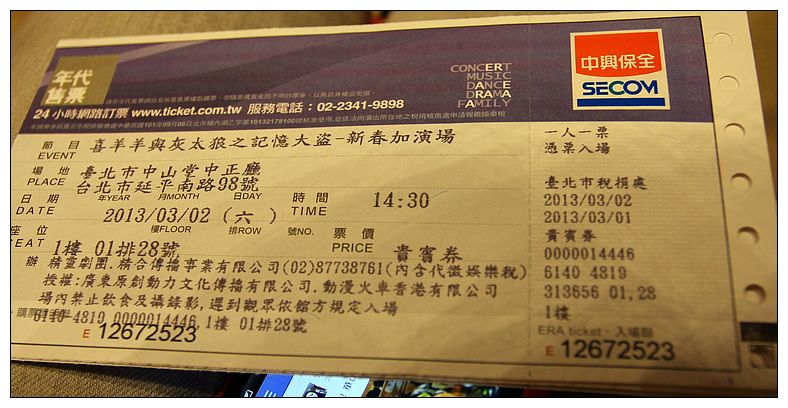 年代
售票
CONCERT
MUSIC
DANCE
DRAMA
FAMILY
中興保全
SECOM
24 小時網路訂票 www.ticket.com.tw 服務電話：02-2341-9898
節目 喜羊羊與灰太狼之記憶大盜-新春加演場
EVENT
場地 臺北市中山堂中正廳
PLACE 台北市延平南路98號
日期 年YEAR 月MONTH 日DAY 時間 14:30
DATE 2013/03/02 (六) TIME
座位 樓FLOOR 排ROW 號NO. 票價
SEAT 1樓 01排28號 PRICE 貴賓券
辦 精靈劇團.精合傳播事業有限公司(02)87738761(內含代徵娛樂稅)
授權:廣東原創動力文化傳播有限公司.動漫火車香港有限公司
場內禁止飲食及攝錄影,遲到觀眾依館方規定入場
6140-4819 0000014446,1樓 01排28號
E 12672523
一人一票
憑票入場
臺北市稅捐處
2013/03/02
2013/03/01
貴賓券
0000014446
6140 4819
313656 01,28
1樓
ERA ticket・入場聯
E 12672523